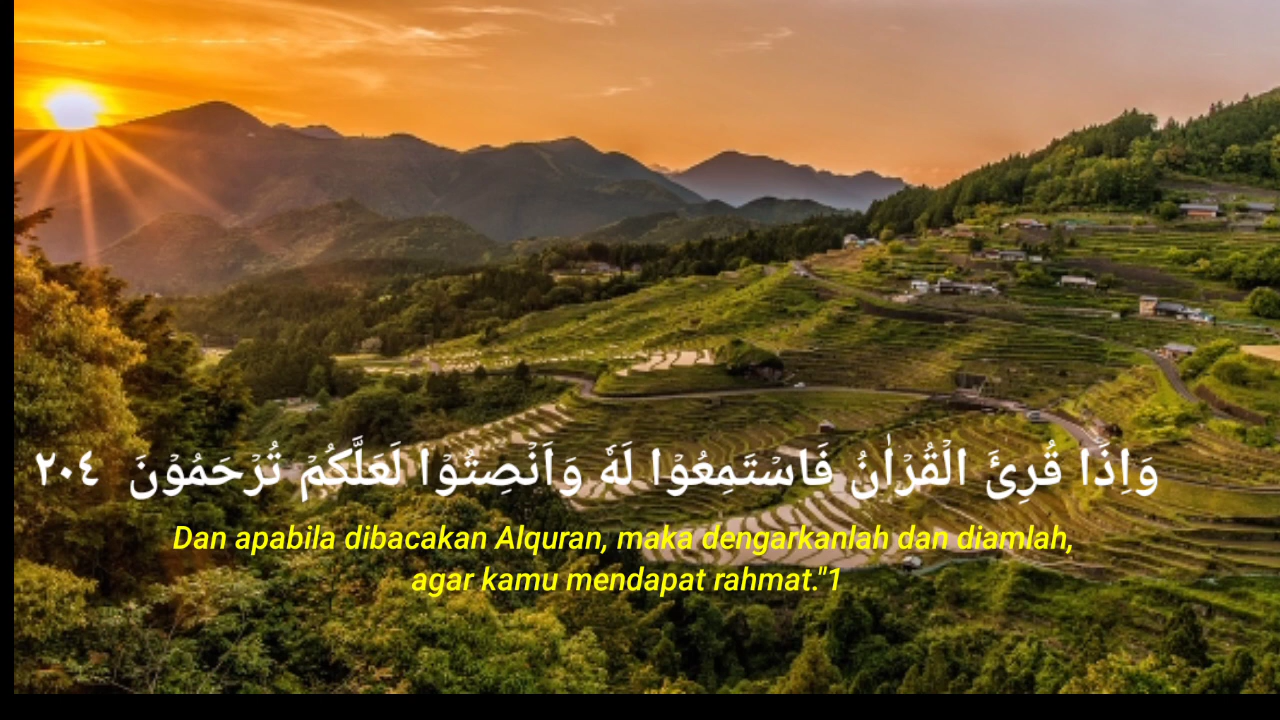 وَاِذَا قُرِئَ الْقُرْاٰنُ فَاسْتَمِعُوْا لَهٗ وَاَنْصِتُوْا لَعَلَّكُمْ تُرْحَمُوْنَ ٢٠٤
Dan apabila dibacakan Alquran, maka dengarkanlah dan diamlah,
agar kamu mendapat rahmat."1